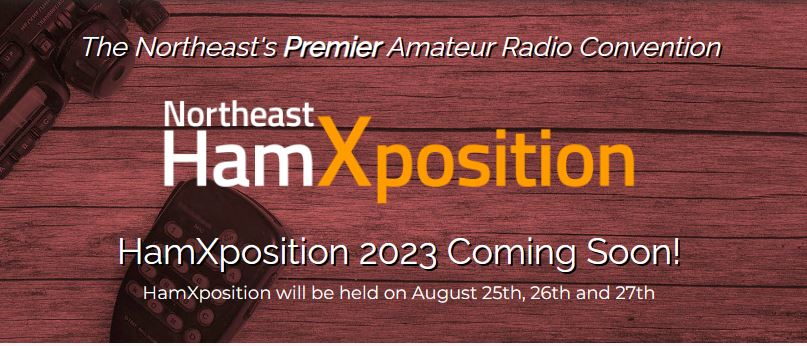 The Northeast's Premier Amateur Radio Convention
Northeast
HamXposition
HamXposition 2023 Coming Soon!
HamXposition will be held on August 25th, 26th and 27th